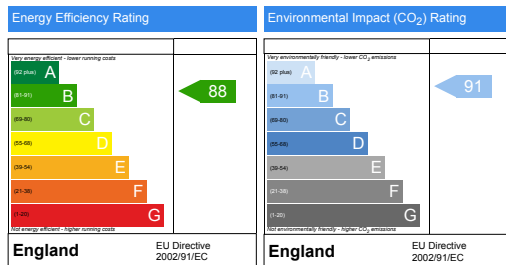 Energy Efficiency Rating
Very energy efficient - lower running costs
(92 plus) A
(81-91) B
(69-80) C
(55-68) D
(39-54) E
(21-38) F
(1-20) G
Not energy efficient - higher running costs
88
England
EU Directive
2002/91/EC
Environmental Impact (CO₂) Rating
Very environmentally friendly - lower CO₂ emissions
(92 plus) A
(81-91) B
(69-80) C
(55-68) D
(39-54) E
(21-38) F
(1-20) G
Not environmentally friendly - higher CO₂ emissions
91
England
EU Directive
2002/91/EC